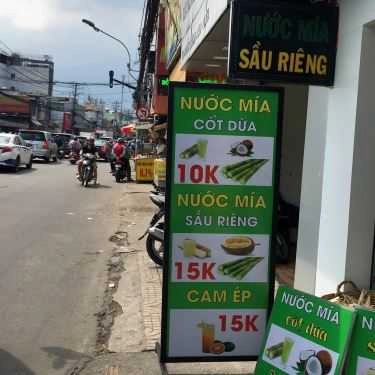 NƯỚC MÍA
SẦU RIÊNG
NƯỚC MÍA
CỐT DỪA
10K
NƯỚC MÍA
SẦU RIÊNG
15K
CAM ÉP
15K
NƯỚC MÍA
cốt dừa